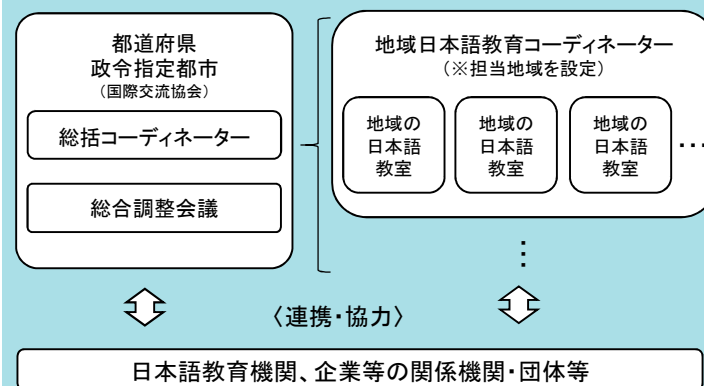 都道府県
政令指定都市
(国際交流協会)
総括コーディネーター
総合調整会議
地域日本語教育コーディネーター
(※担当地域を設定)
地域の
日本語
教室
地域の
日本語
教室
地域の
日本語
教室
…
⋮
〈連携・協力〉
日本語教育機関、企業等の関係機関・団体等